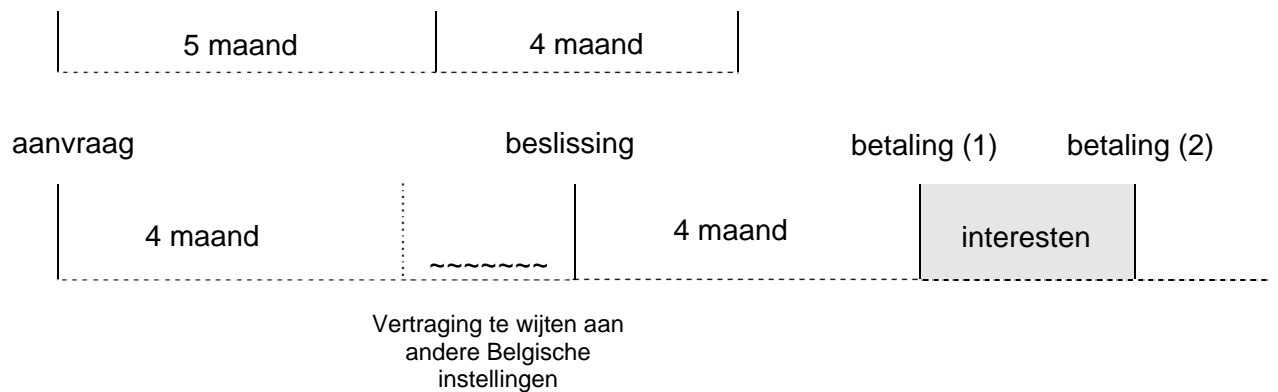 5 maand 4 maand
aanvraag beslissing betaling (1) betaling (2)
4 maand 4 maand interesten
~~~~~~~
Vertraging te wijten aan
andere Belgische
instellingen